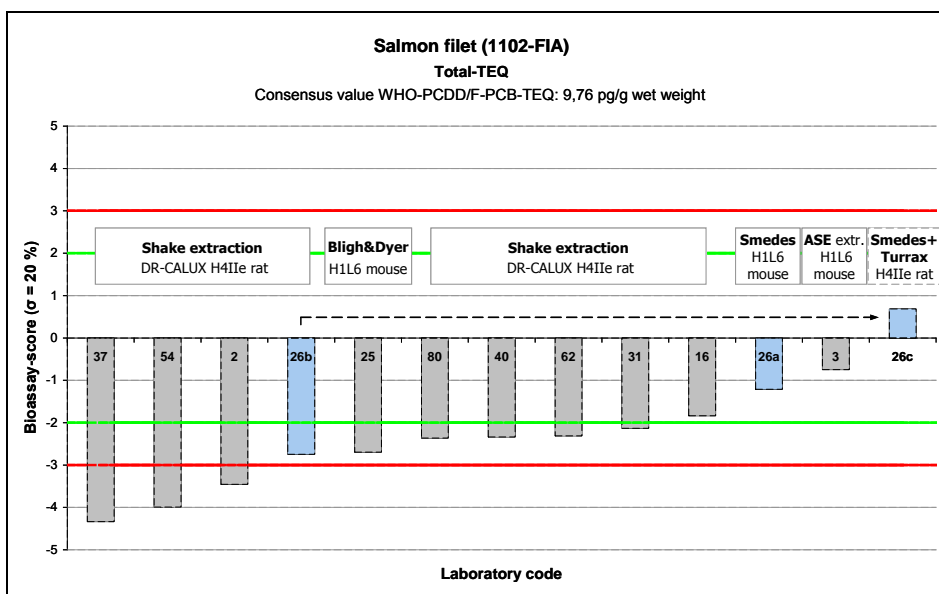 Salmon filet (1102-FIA)
Total-TEQ
Consensus value WHO-PCDD/F-PCB-TEQ: 9,76 pg/g wet weight
Bioassay-score (σ = 20 %)
5
4
3
2
1
0
-1
-2
-3
-4
-5
Shake extraction
DR-CALUX H4IIe rat
Bligh&Dyer
H1L6 mouse
Shake extraction
DR-CALUX H4IIe rat
Smedes
H1L6
mouse
ASE extr.
H1L6
mouse
Smedes+
Turrax
H4IIe rat
37 54 2 26b 25 80 40 62 31 16 26a 3 26c
Laboratory code